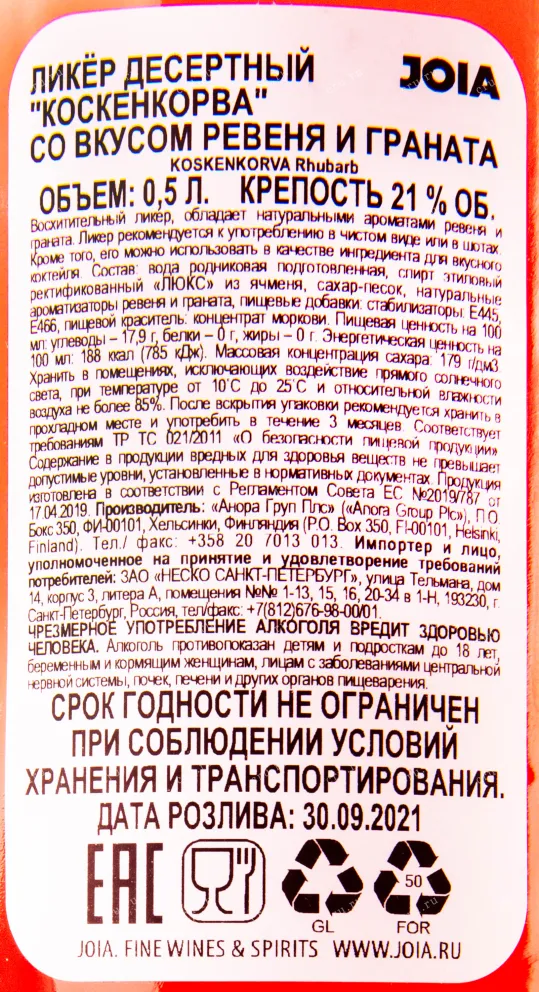 ЛИКЁР ДЕСЕРТНЫЙ
JOIA
"КОСКЕНКОРВА"
СО ВКУСОМ РЕВЕНЯ И ГРАНАТА
KOSKENKORVA Rhubarb
ОБЪЕМ: 0,5 Л. КРЕПОСТЬ 21 % ОБ.
Восхитительный ликер, обладает натуральными ароматами ревеня и
граната. Ликер рекомендуется к употреблению в чистом виде или в шотах.
Кроме того, его можно использовать в качестве ингредиента для вкусного
коктейля. Состав: вода родниковая подготовленная, спирт этиловый
ректификованный «ЛЮКС» из ячменя, сахар-песок, натуральные
ароматизаторы ревеня и граната, пищевые добавки: стабилизаторы: Е445,
Е466, пищевой краситель: концентрат моркови. Пищевая ценность на 100
мл: углеводы – 17,9 г, белки – 0 г, жиры – 0 г. Энергетическая ценность на
100 мл: 188 ккал (785 кДж). Массовая концентрация сахара: 179 г/дм3.
Хранить в помещениях, исключающих воздействие прямого солнечного
света, при температуре от 10˚С до 25˚С и относительной влажности
воздуха не более 85%. После вскрытия упаковки рекомендуется хранить в
прохладном месте и употребить в течение 3 месяцев. Соответствует
требованиям ТР ТС 021/2011 «О безопасности пищевой продукции»
Содержание в продукции вредных для здоровья веществ не превышает
допустимые уровни, установленные в нормативных документах. Продукция
изготовлена в соответствии с Регламентом Совета ЕС №2019/787 от
17.04.2019. Производитель: «Анора Груп Плс» («Anora Group Plc»), П.О.
Бокс 350, ФИ-00101, Хельсинки, Финляндия (P.O. Box 350, FI-00101, Helsinki,
Finland). Тел./ факс: +358 20 7013 013. Импортер и лицо,
уполномоченное на принятие и удовлетворение требований
потребителей: ЗАО «НЕСКО САНКТ-ПЕТЕРБУРГ», улица Тельмана, дом
14, корпус 3, литера А, помещения №№ 1-13, 15, 16, 20-34 в 1-Н, 193230, г.
Санкт-Петербург, Россия, тел/факс: +7(812)676-98-00/01.
ЧРЕЗМЕРНОЕ УПОТРЕБЛЕНИЕ АЛКОГОЛЯ ВРЕДИТ ЗДОРОВЬЮ
ЧЕЛОВЕКА. Алкоголь противопоказан детям и подросткам до 18 лет,
беременным и кормящим женщинам, лицам с заболеваниями центральной
нервной системы, почек, печени и других органов пищеварения.
СРОК ГОДНОСТИ НЕ ОГРАНИЧЕН
ПРИ СОБЛЮДЕНИИ УСЛОВИЙ
ХРАНЕНИЯ И ТРАНСПОРТИРОВАНИЯ.
ДАТА РОЗЛИВА: 30.09.2021
EAC
50
GL
FOR
JOIA. FINE WINES & SPIRITS WWW.JOIA.RU